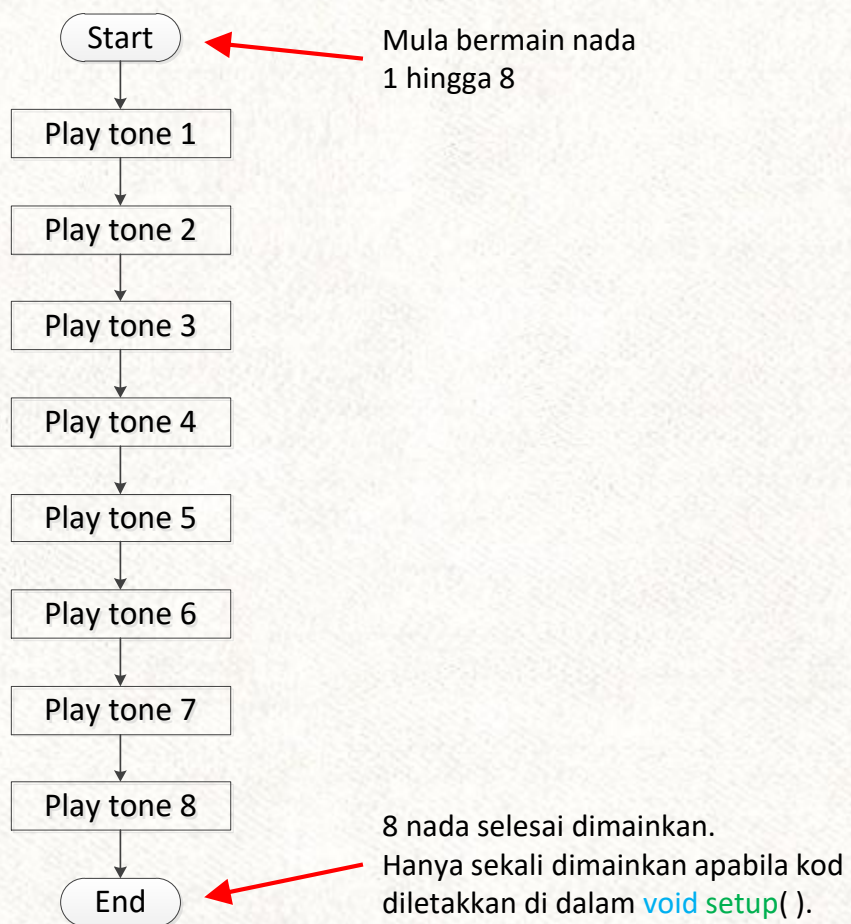 Start
Mula bermain nada
1 hingga 8
Play tone 1
Play tone 2
Play tone 3
Play tone 4
Play tone 5
Play tone 6
Play tone 7
Play tone 8
8 nada selesai dimainkan.
Hanya sekali dimainkan apabila kod
diletakkan di dalam void setup( ).
End